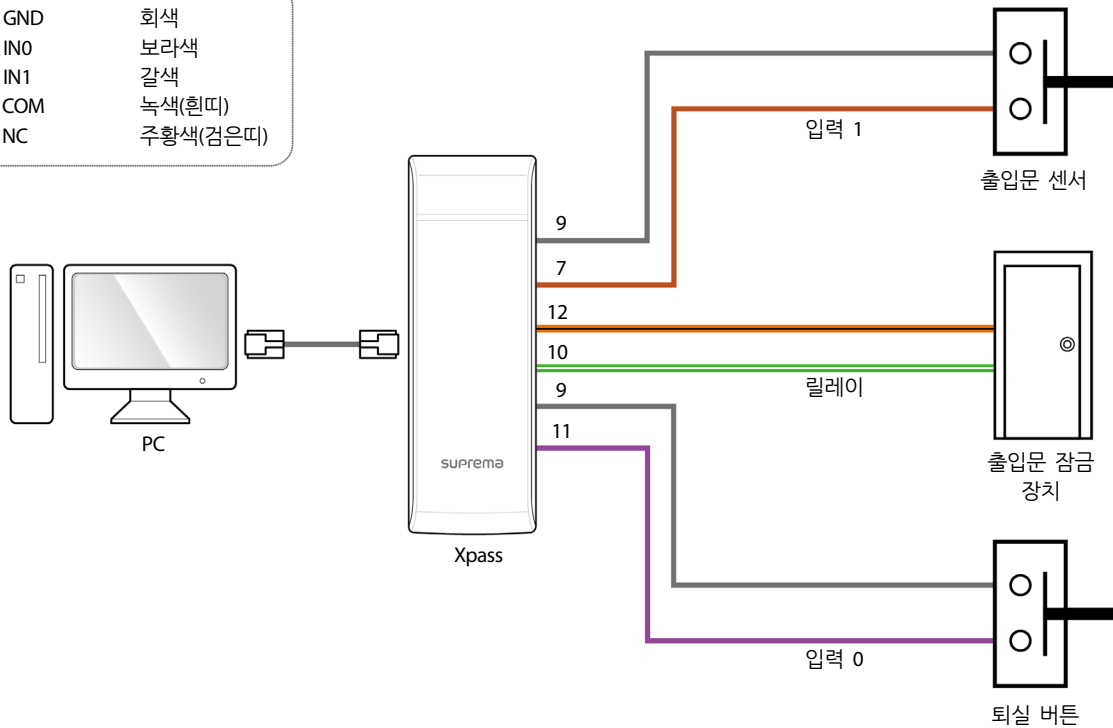 GND 회색
IN0 보라색
IN1 갈색
COM 녹색(흰띠)
NC 주황색(검은띠)
입력 1
출입문 센서
9
7
12
10
릴레이
9
11
PC
suprema
Xpass
출입문 잠금
장치
입력 0
퇴실 버튼